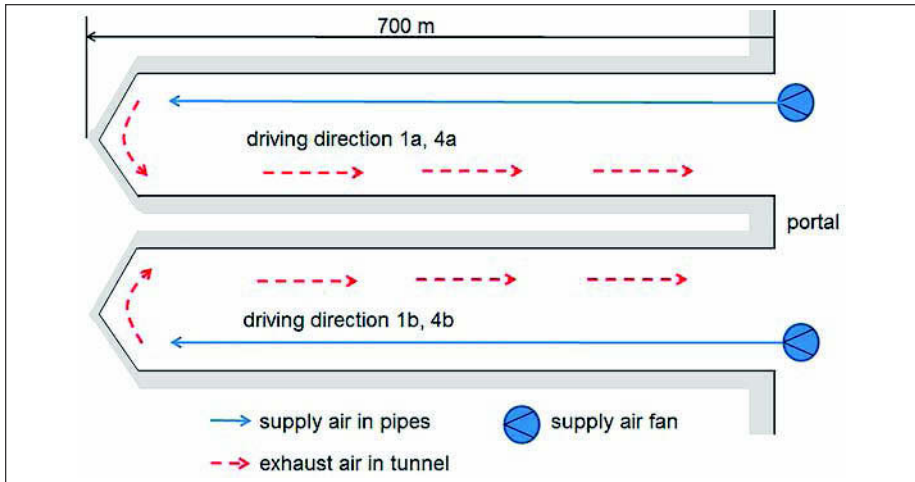 700 m
driving direction 1a, 4a
portal
driving direction 1b, 4b
supply air in pipes
supply air fan
exhaust air in tunnel